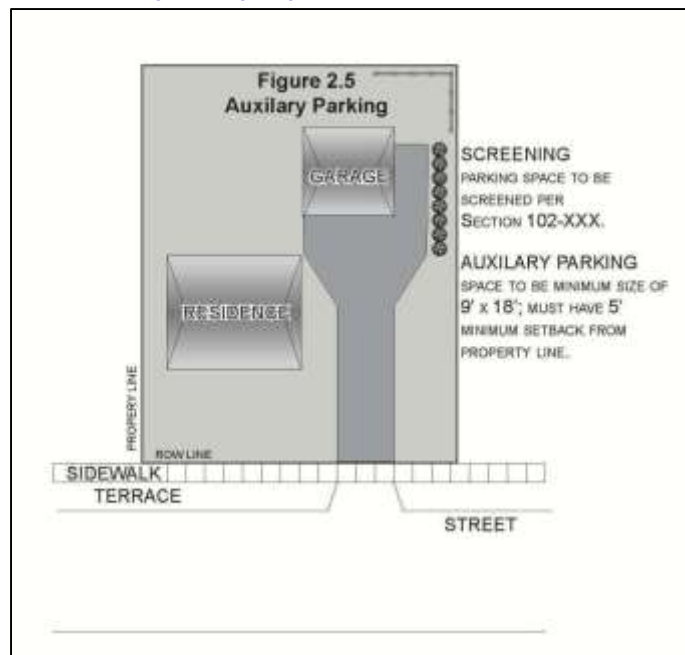 Figure 2.5
Auxilary Parking
GARAGE
SCREENING
PARKING SPACE TO BE
SCREENED PER
SECTION 102-XXX.
AUXILARY PARKING
SPACE TO BE MINIMUM SIZE OF
9' x 18'; MUST HAVE 5'
MINIMUM SETBACK FROM
PROPERTY LINE.
RESIDENCE
PROPERY LINE
ROW LINE
SIDEWALK
TERRACE
STREET